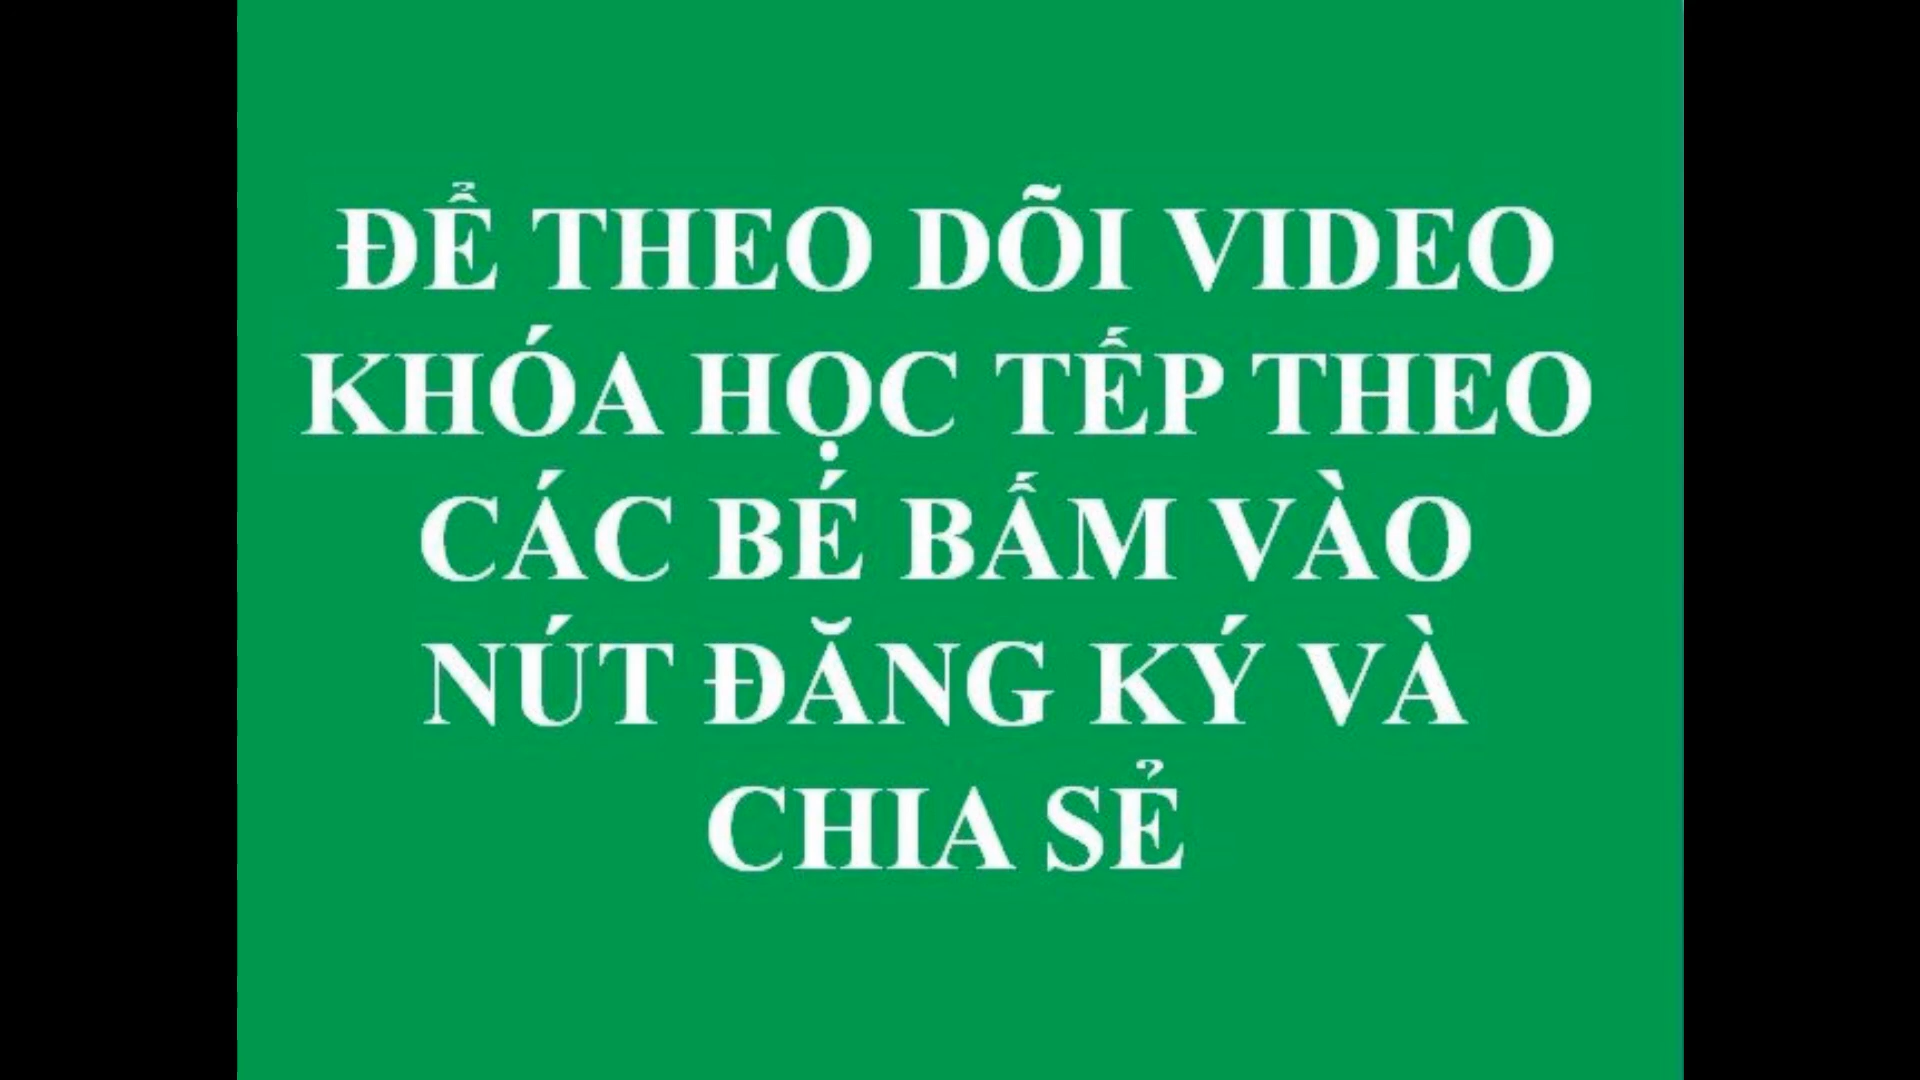 ĐỂ THEO DÕI VIDEO
KHÓA HỌC TẾP THEO
CÁC BÉ BẤM VÀO
NÚT ĐĂNG KÝ VÀ
CHIA SẺ